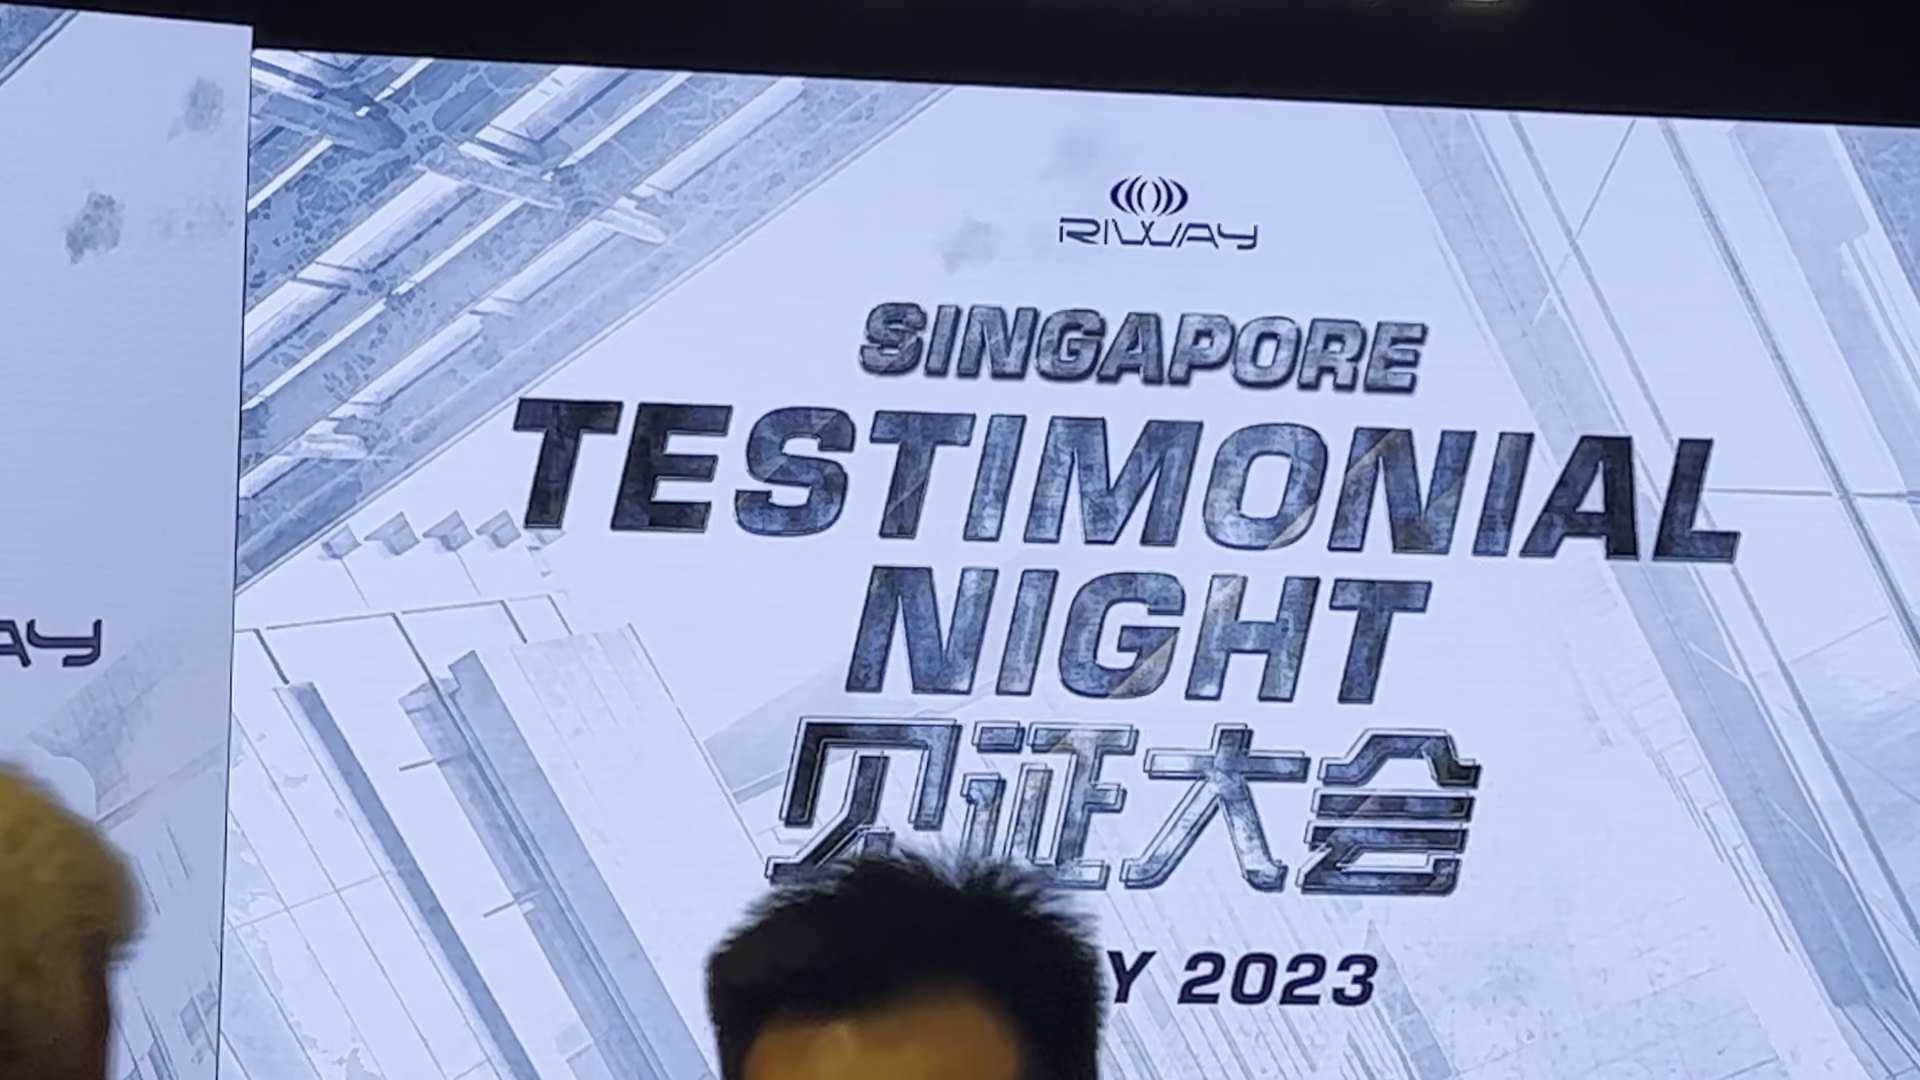 RIWAY
SINGAPORE
TESTIMONIAL
NIGHT
见证大会
2023